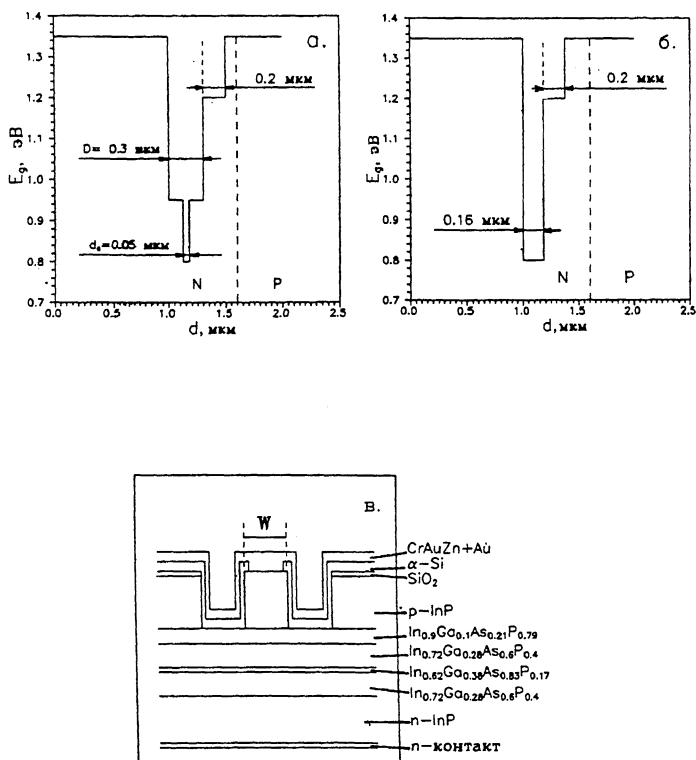 1.4
1.3
1.2
1.1
1.0
0.9
0.8
0.7
Eg, эВ
а.
0.2 мкм
D= 0.3 мкм
dₐ=0.05 мкм
N
P
0.0
0.5
1.0
1.5
2.0
2.5
d, мкм
1.4
1.3
1.2
1.1
1.0
0.9
0.8
0.7
Eg, эВ
б.
0.2 мкм
0.16 мкм
N
P
0.0
0.5
1.0
1.5
2.0
2.5
d, мкм
в.
W
CrAuZn+Au
α-Si
SiO₂
p-InP
In₀.₉Ga₀.₁As₀.₂₁P₀.₇₉
In₀.₇₂Ga₀.₂₈As₀.₆P₀.₄
In₀.₆₂Ga₀.₃₈As₀.₈₃P₀.₁₇
In₀.₇₂Ga₀.₂₈As₀.₆P₀.₄
n-InP
n-контакт